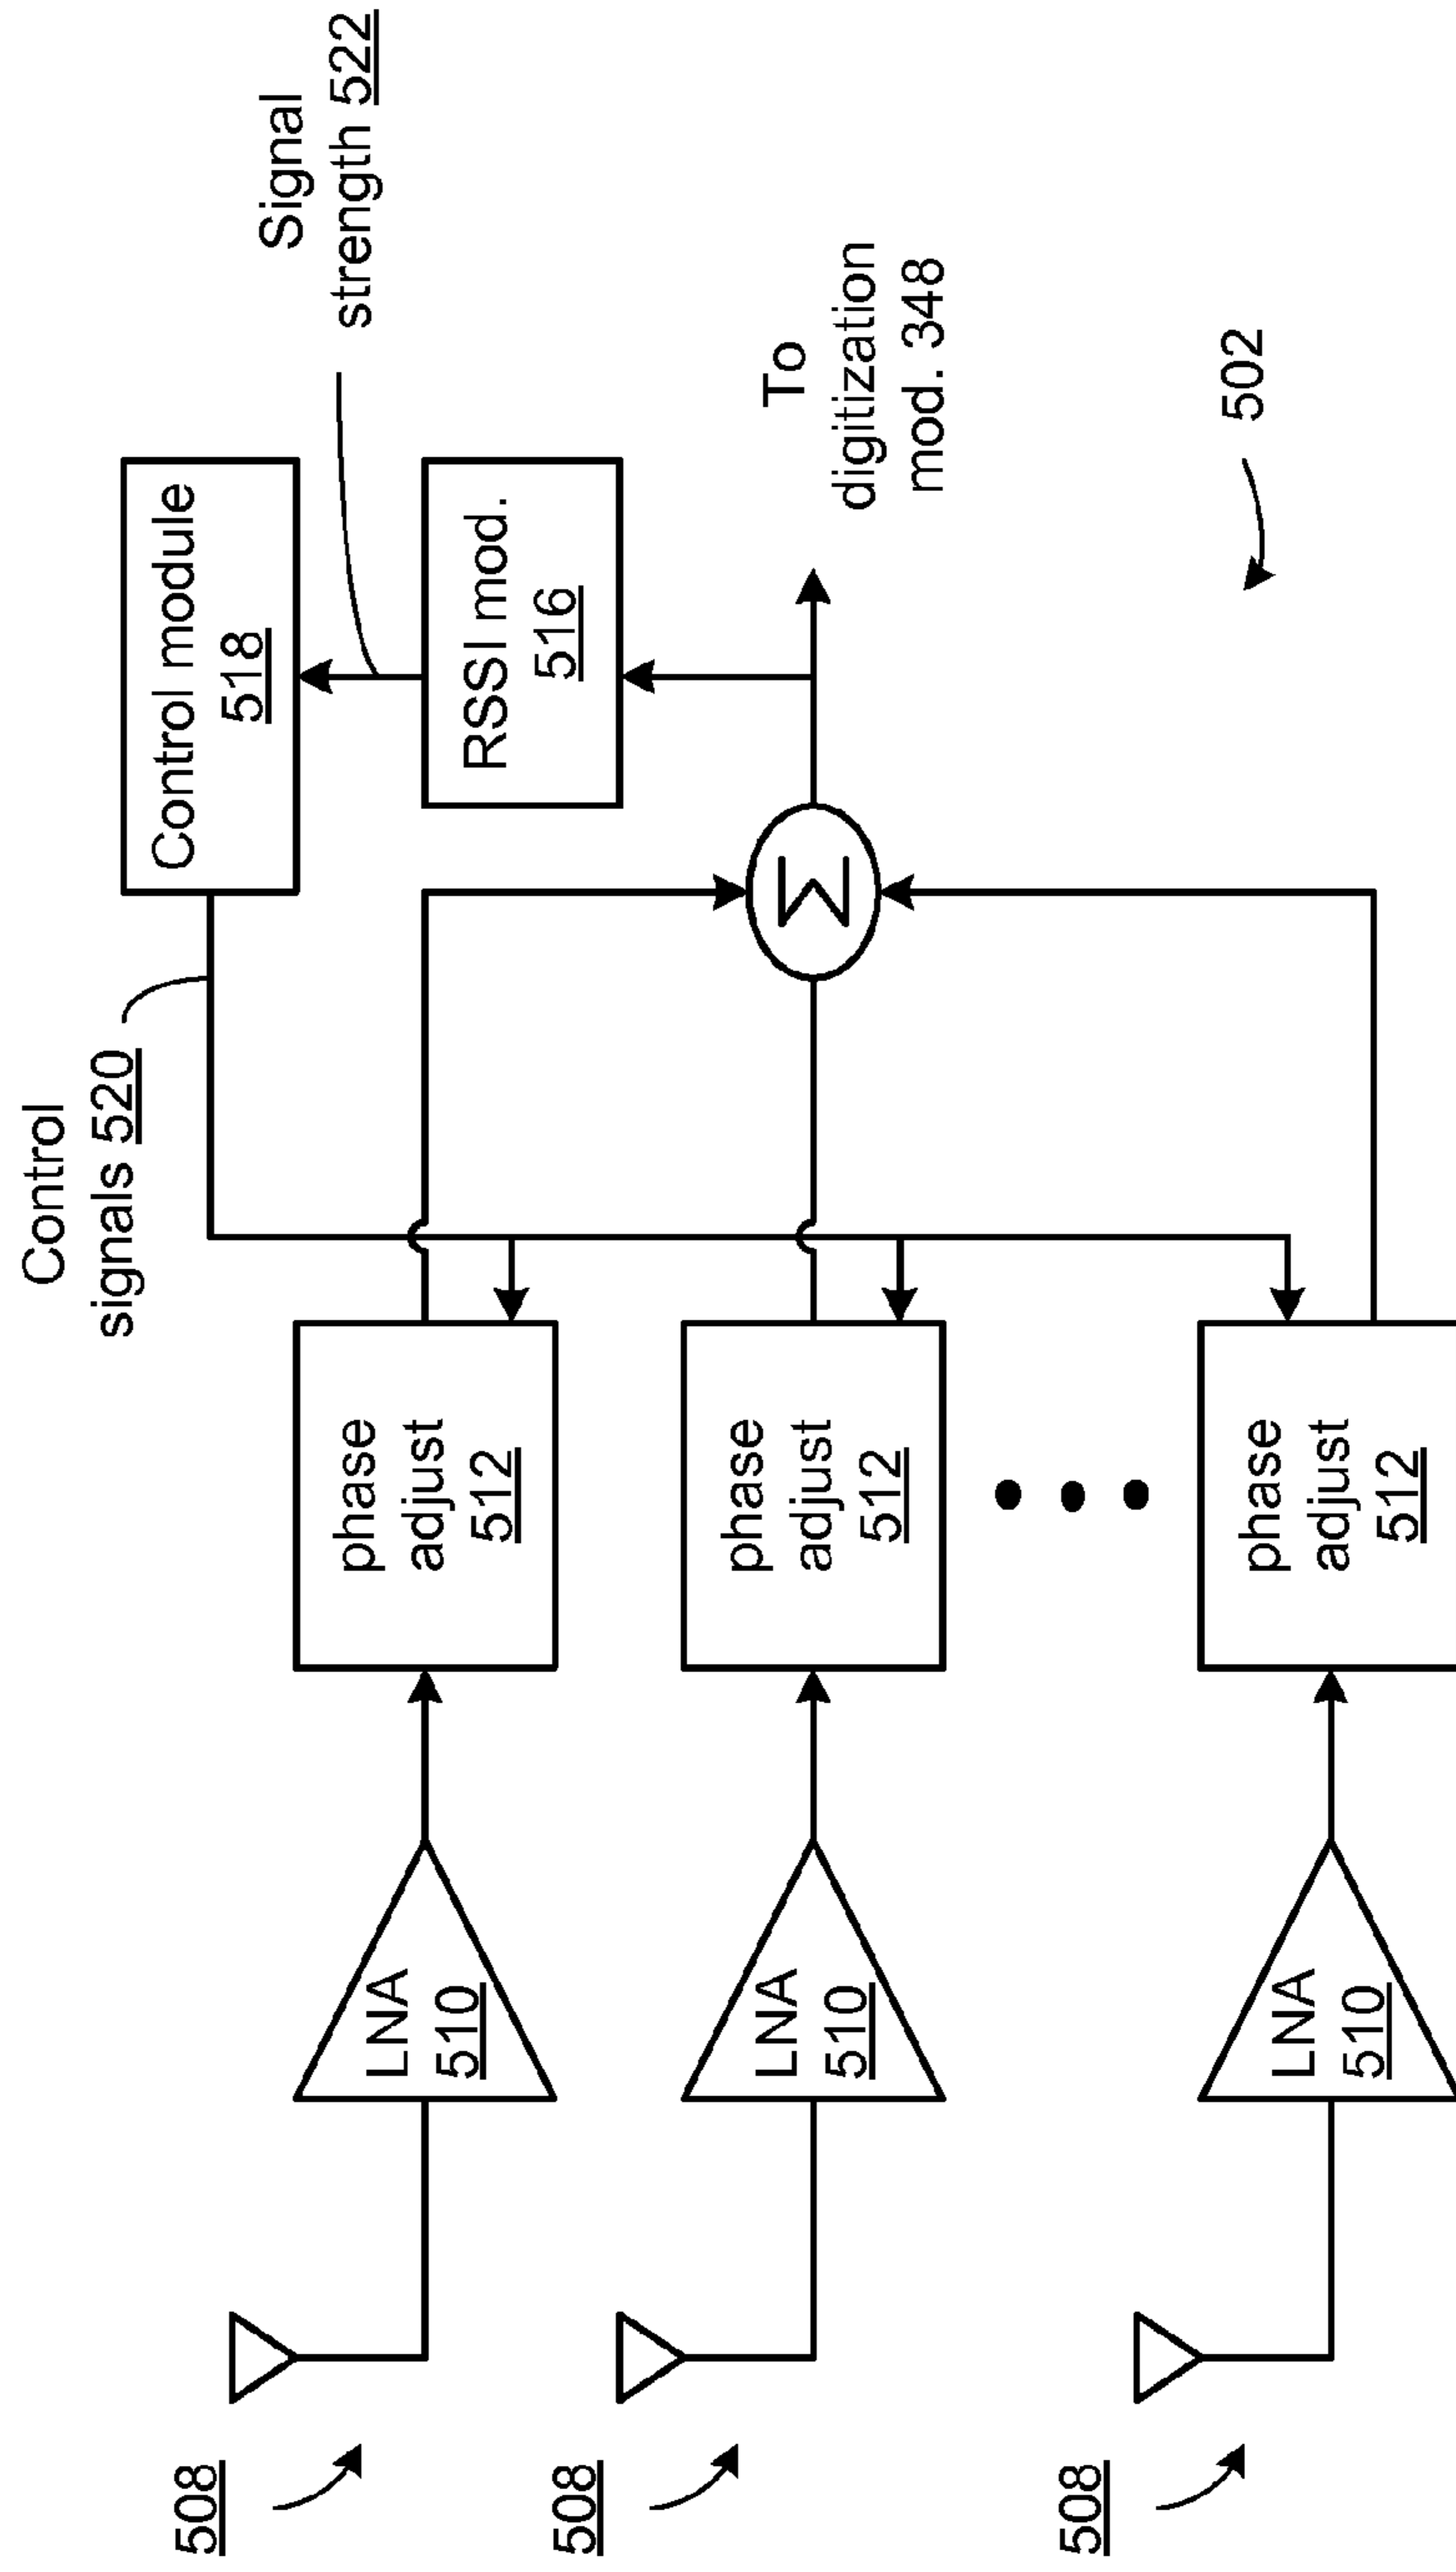 Control
signals 520
Control module
518
Signal
strength 522
RSSI mod.
516
508
LNA
510
phase
adjust
512
Σ
To
digitization
mod. 348
508
LNA
510
phase
adjust
512
502
508
LNA
510
phase
adjust
512